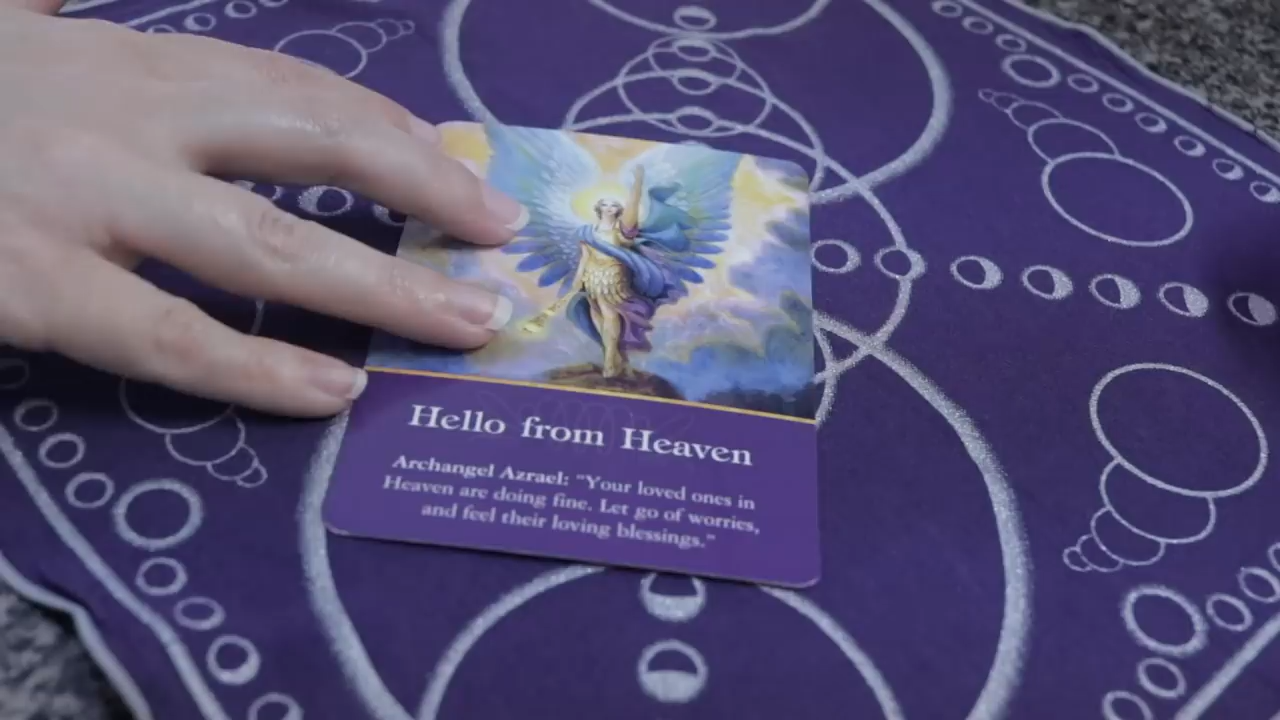 Hello from Heaven
Archangel Azrael: "Your loved ones in
Heaven are doing fine. Let go of worries,
and feel their loving blessings."